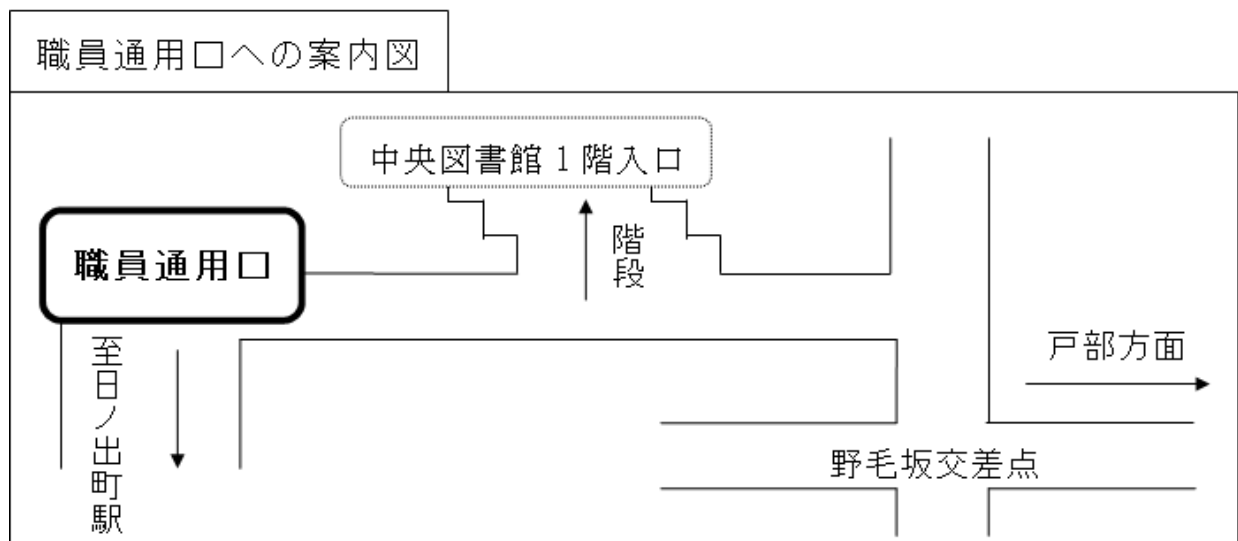 職員通用口への案内図
中央図書館１階入口
職員通用口
階段
至日ノ出町駅
戸部方面
野毛坂交差点